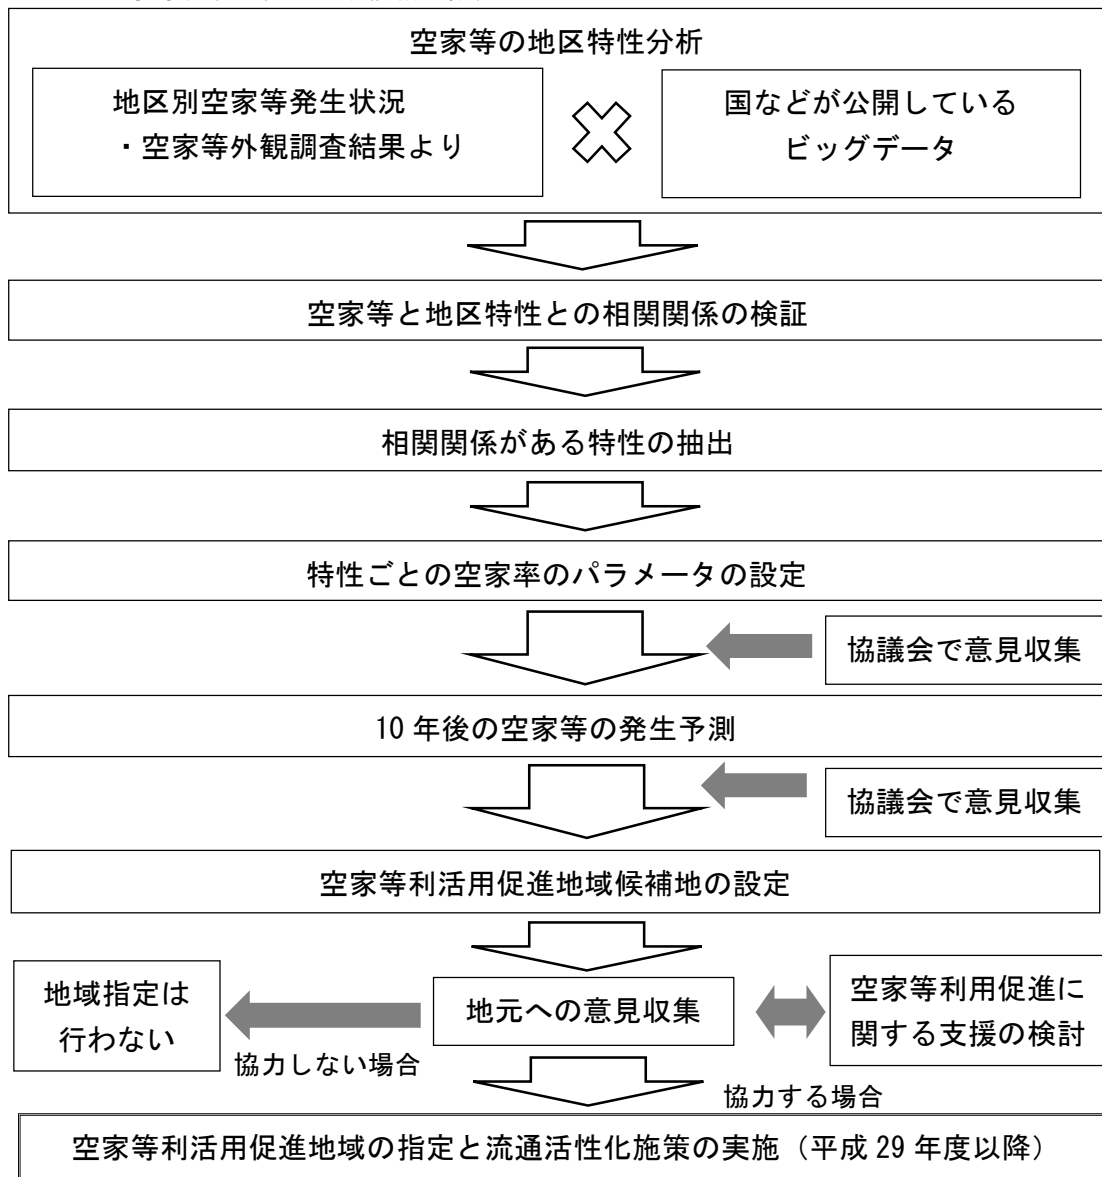 空家等の地区特性分析
地区別空家等発生状況
・空家等外観調査結果より
国などが公開している
ビッグデータ
空家等と地区特性との相関関係の検証
相関関係がある特性の抽出
特性ごとの空家率のパラメータの設定
協議会で意見収集
10 年後の空家等の発生予測
協議会で意見収集
空家等利活用促進地域候補地の設定
地域指定は
行わない
地元への意見収集
空家等利用促進に
関する支援の検討
協力しない場合
協力する場合
空家等利活用促進地域の指定と流通活性化施策の実施（平成 29 年度以降）